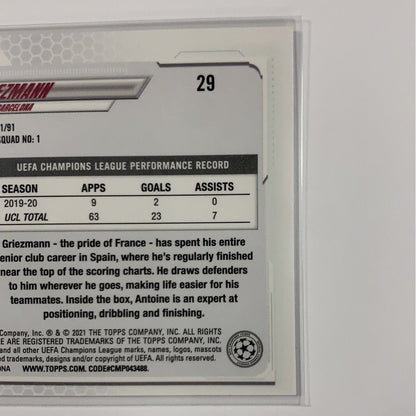 EZMANN
29
BARCELONA
1/91
SQUAD NO: 1
UEFA CHAMPIONS LEAGUE PERFORMANCE RECORD
SEASON APPS GOALS ASSISTS
2019-20 9 2 0
UCL TOTAL 63 23 7
Griezmann - the pride of France - has spent his entire
enior club career in Spain, where he's regularly finished
near the top of the scoring charts. He draws defenders
to him wherever he goes, making life easier for his
teammates. Inside the box, Antoine is an expert at
positioning, dribbling and finishing.
Company, Inc. ® & © 2021 THE TOPPS COMPANY, INC. ALL RIGHTS
ARE REGISTERED TRADEMARKS OF THE TOPPS COMPANY, INC.
and all other UEFA Champions League marks, names, logos, mascots
ed trademarks, designs and/or copyright of UEFA. All rights reserved.
ONA WWW.TOPPS.COM. CODE#CMP043488.